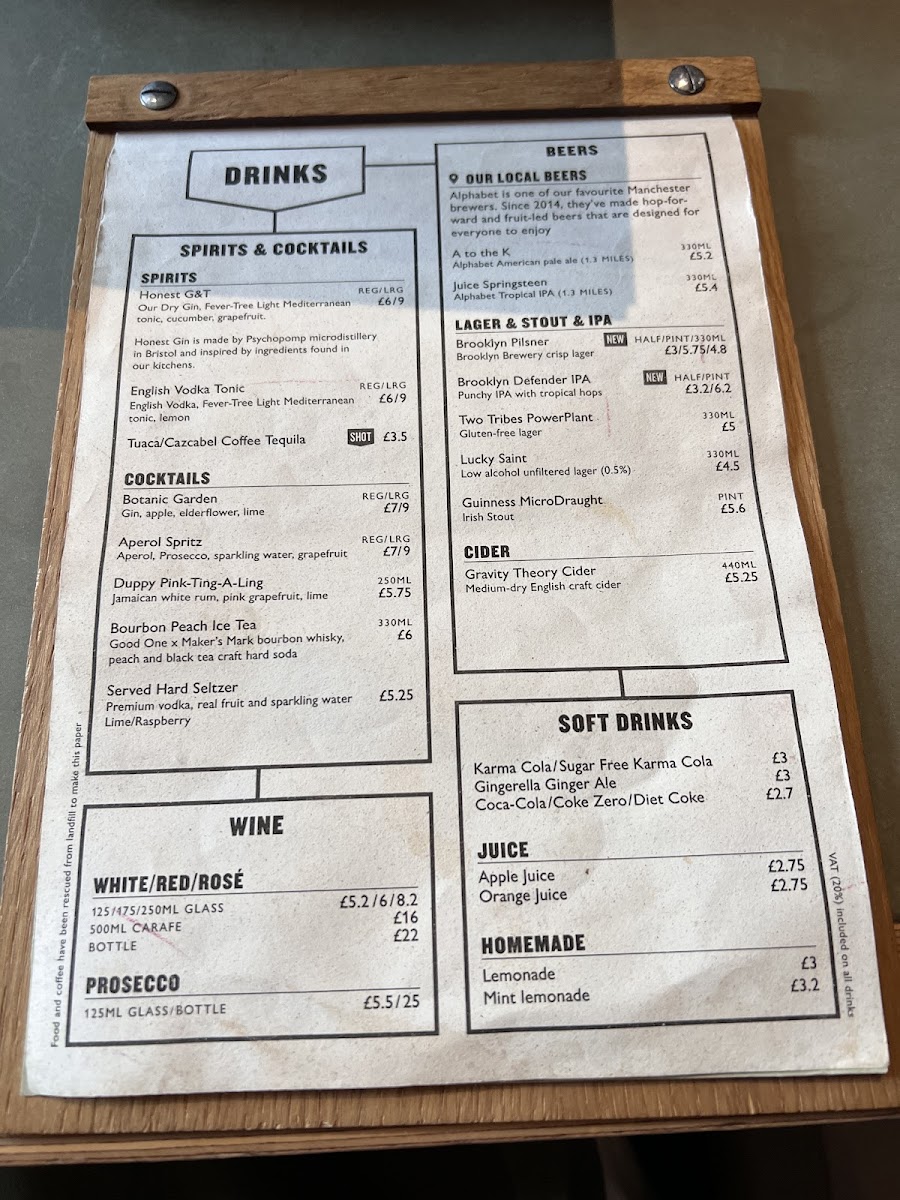 DRINKS
SPIRITS & COCKTAILS
SPIRITS
Honest G&T REG/LRG
Our Dry Gin, Fever-Tree Light Mediterranean £6/9
tonic, cucumber, grapefruit.
Honest Gin is made by Psychopomp microdistillery
in Bristol and inspired by ingredients found in
our kitchens.
English Vodka Tonic REG/LRG
English Vodka, Fever-Tree Light Mediterranean £6/9
tonic, lemon
Tuaca/Cazcabel Coffee Tequila SHOT £3.5
COCKTAILS
Botanic Garden REG/LRG
Gin, apple, elderflower, lime £7/9
Aperol Spritz REG/LRG
Aperol, Prosecco, sparkling water, grapefruit £7/9
Duppy Pink-Ting-A-Ling 250ML
Jamaican white rum, pink grapefruit, lime £5.75
Bourbon Peach Ice Tea 330ML
Good One x Maker's Mark bourbon whisky, £6
peach and black tea craft hard soda
Served Hard Seltzer
Premium vodka, real fruit and sparkling water £5.25
Lime/Raspberry
WINE
WHITE/RED/ROSÉ
125/175/250ML GLASS £5.2/6/8.2
500ML CARAFE £16
BOTTLE £22
PROSECCO
125ML GLASS/BOTTLE £5.5/25
BEERS
OUR LOCAL BEERS
Alphabet is one of our favourite Manchester
brewers. Since 2014, they've made hop-for-
ward and fruit-led beers that are designed for
everyone to enjoy
A to the K 330ML
Alphabet American pale ale (1.3 MILES) £5.2
Juice Springsteen 330ML
Alphabet Tropical IPA (1.3 MILES) £5.4
LAGER & STOUT & IPA
Brooklyn Pilsner NEW HALF/PINT/330ML
Brooklyn Brewery crisp lager £3/5.75/4.8
Brooklyn Defender IPA NEW HALF/PINT
Punchy IPA with tropical hops £3.2/6.2
Two Tribes PowerPlant 330ML
Gluten-free lager £5
Lucky Saint 330ML
Low alcohol unfiltered lager (0.5%) £4.5
Guinness MicroDraught PINT
Irish Stout £5.6
CIDER
Gravity Theory Cider 440ML
Medium-dry English craft cider £5.25
SOFT DRINKS
Karma Cola/Sugar Free Karma Cola £3
Gingerella Ginger Ale £3
Coca-Cola/Coke Zero/Diet Coke £2.7
JUICE
Apple Juice £2.75
Orange Juice £2.75
HOMEMADE
Lemonade £3
Mint lemonade £3.2
Food and coffee have been rescued from landfill to make this paper
VAT (20%) included on all drinks